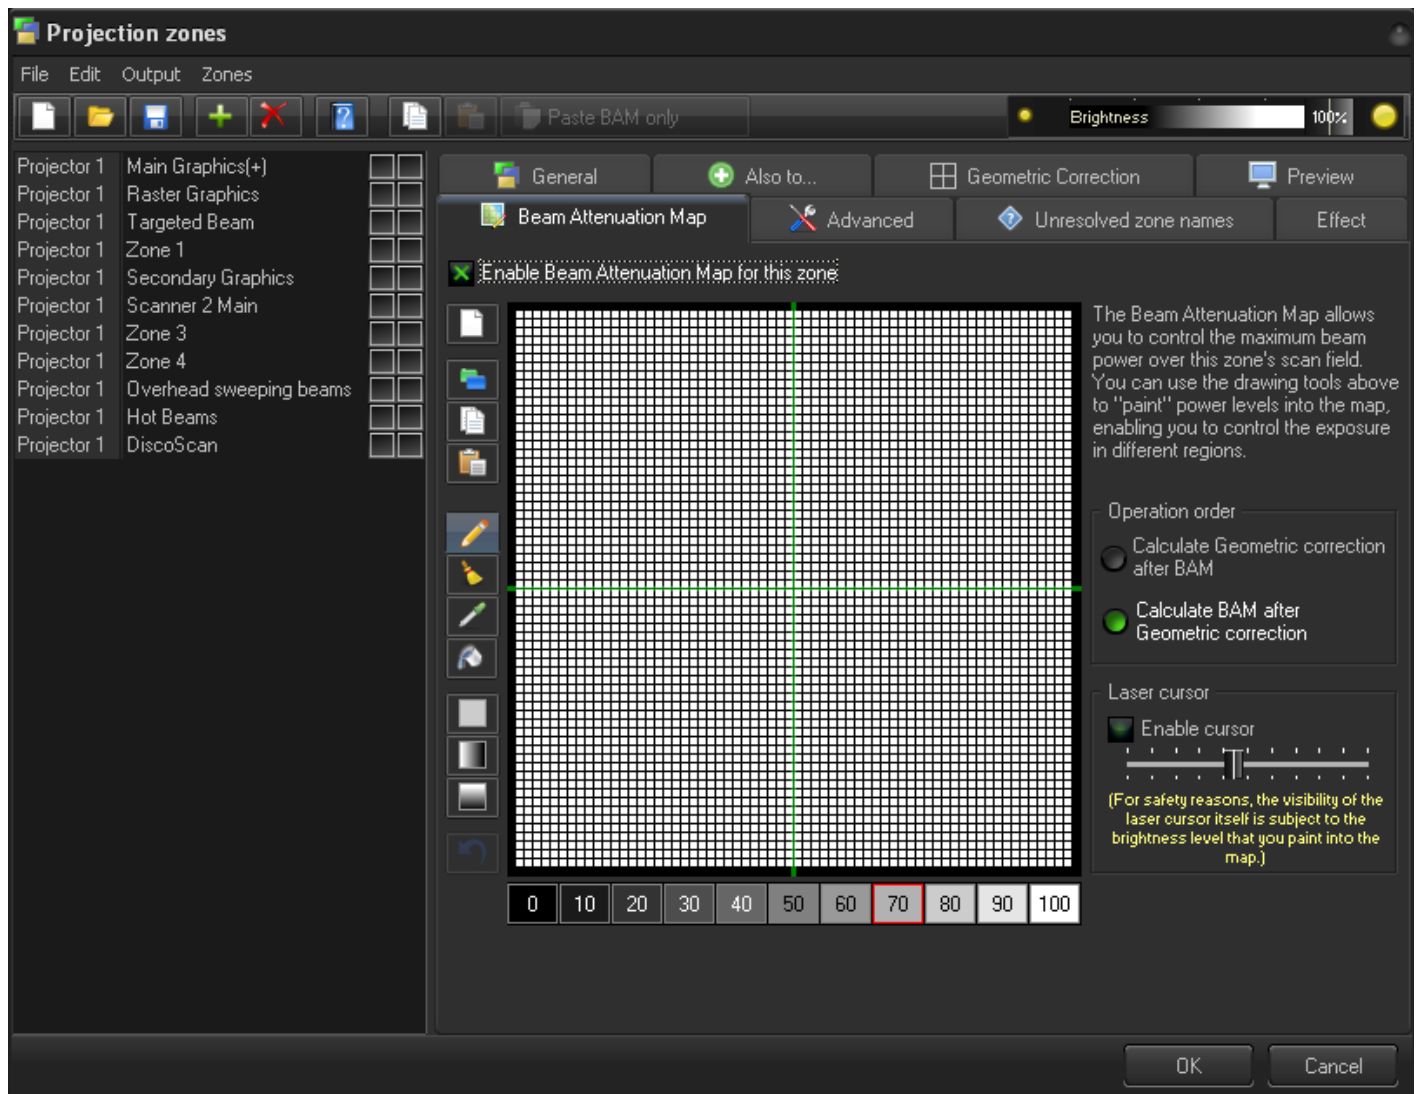 Projection zones
File Edit Output Zones
Paste BAM only
Brightness 100%
Projector 1 Main Graphics(+)
Projector 1 Raster Graphics
Projector 1 Targeted Beam
Projector 1 Zone 1
Projector 1 Secondary Graphics
Projector 1 Scanner 2 Main
Projector 1 Zone 3
Projector 1 Zone 4
Projector 1 Overhead sweeping beams
Projector 1 Hot Beams
Projector 1 DiscoScan
General Also to... Geometric Correction Preview
Beam Attenuation Map Advanced Unresolved zone names Effect
Enable Beam Attenuation Map for this zone
The Beam Attenuation Map allows
you to control the maximum beam
power over this zone's scan field.
You can use the drawing tools above
to "paint" power levels into the map,
enabling you to control the exposure
in different regions.
Operation order
Calculate Geometric correction
after BAM
Calculate BAM after
Geometric correction
Laser cursor
Enable cursor
(For safety reasons, the visibility of the
laser cursor itself is subject to the
brightness level that you paint into the
map.)
0 10 20 30 40 50 60 70 80 90 100
OK Cancel